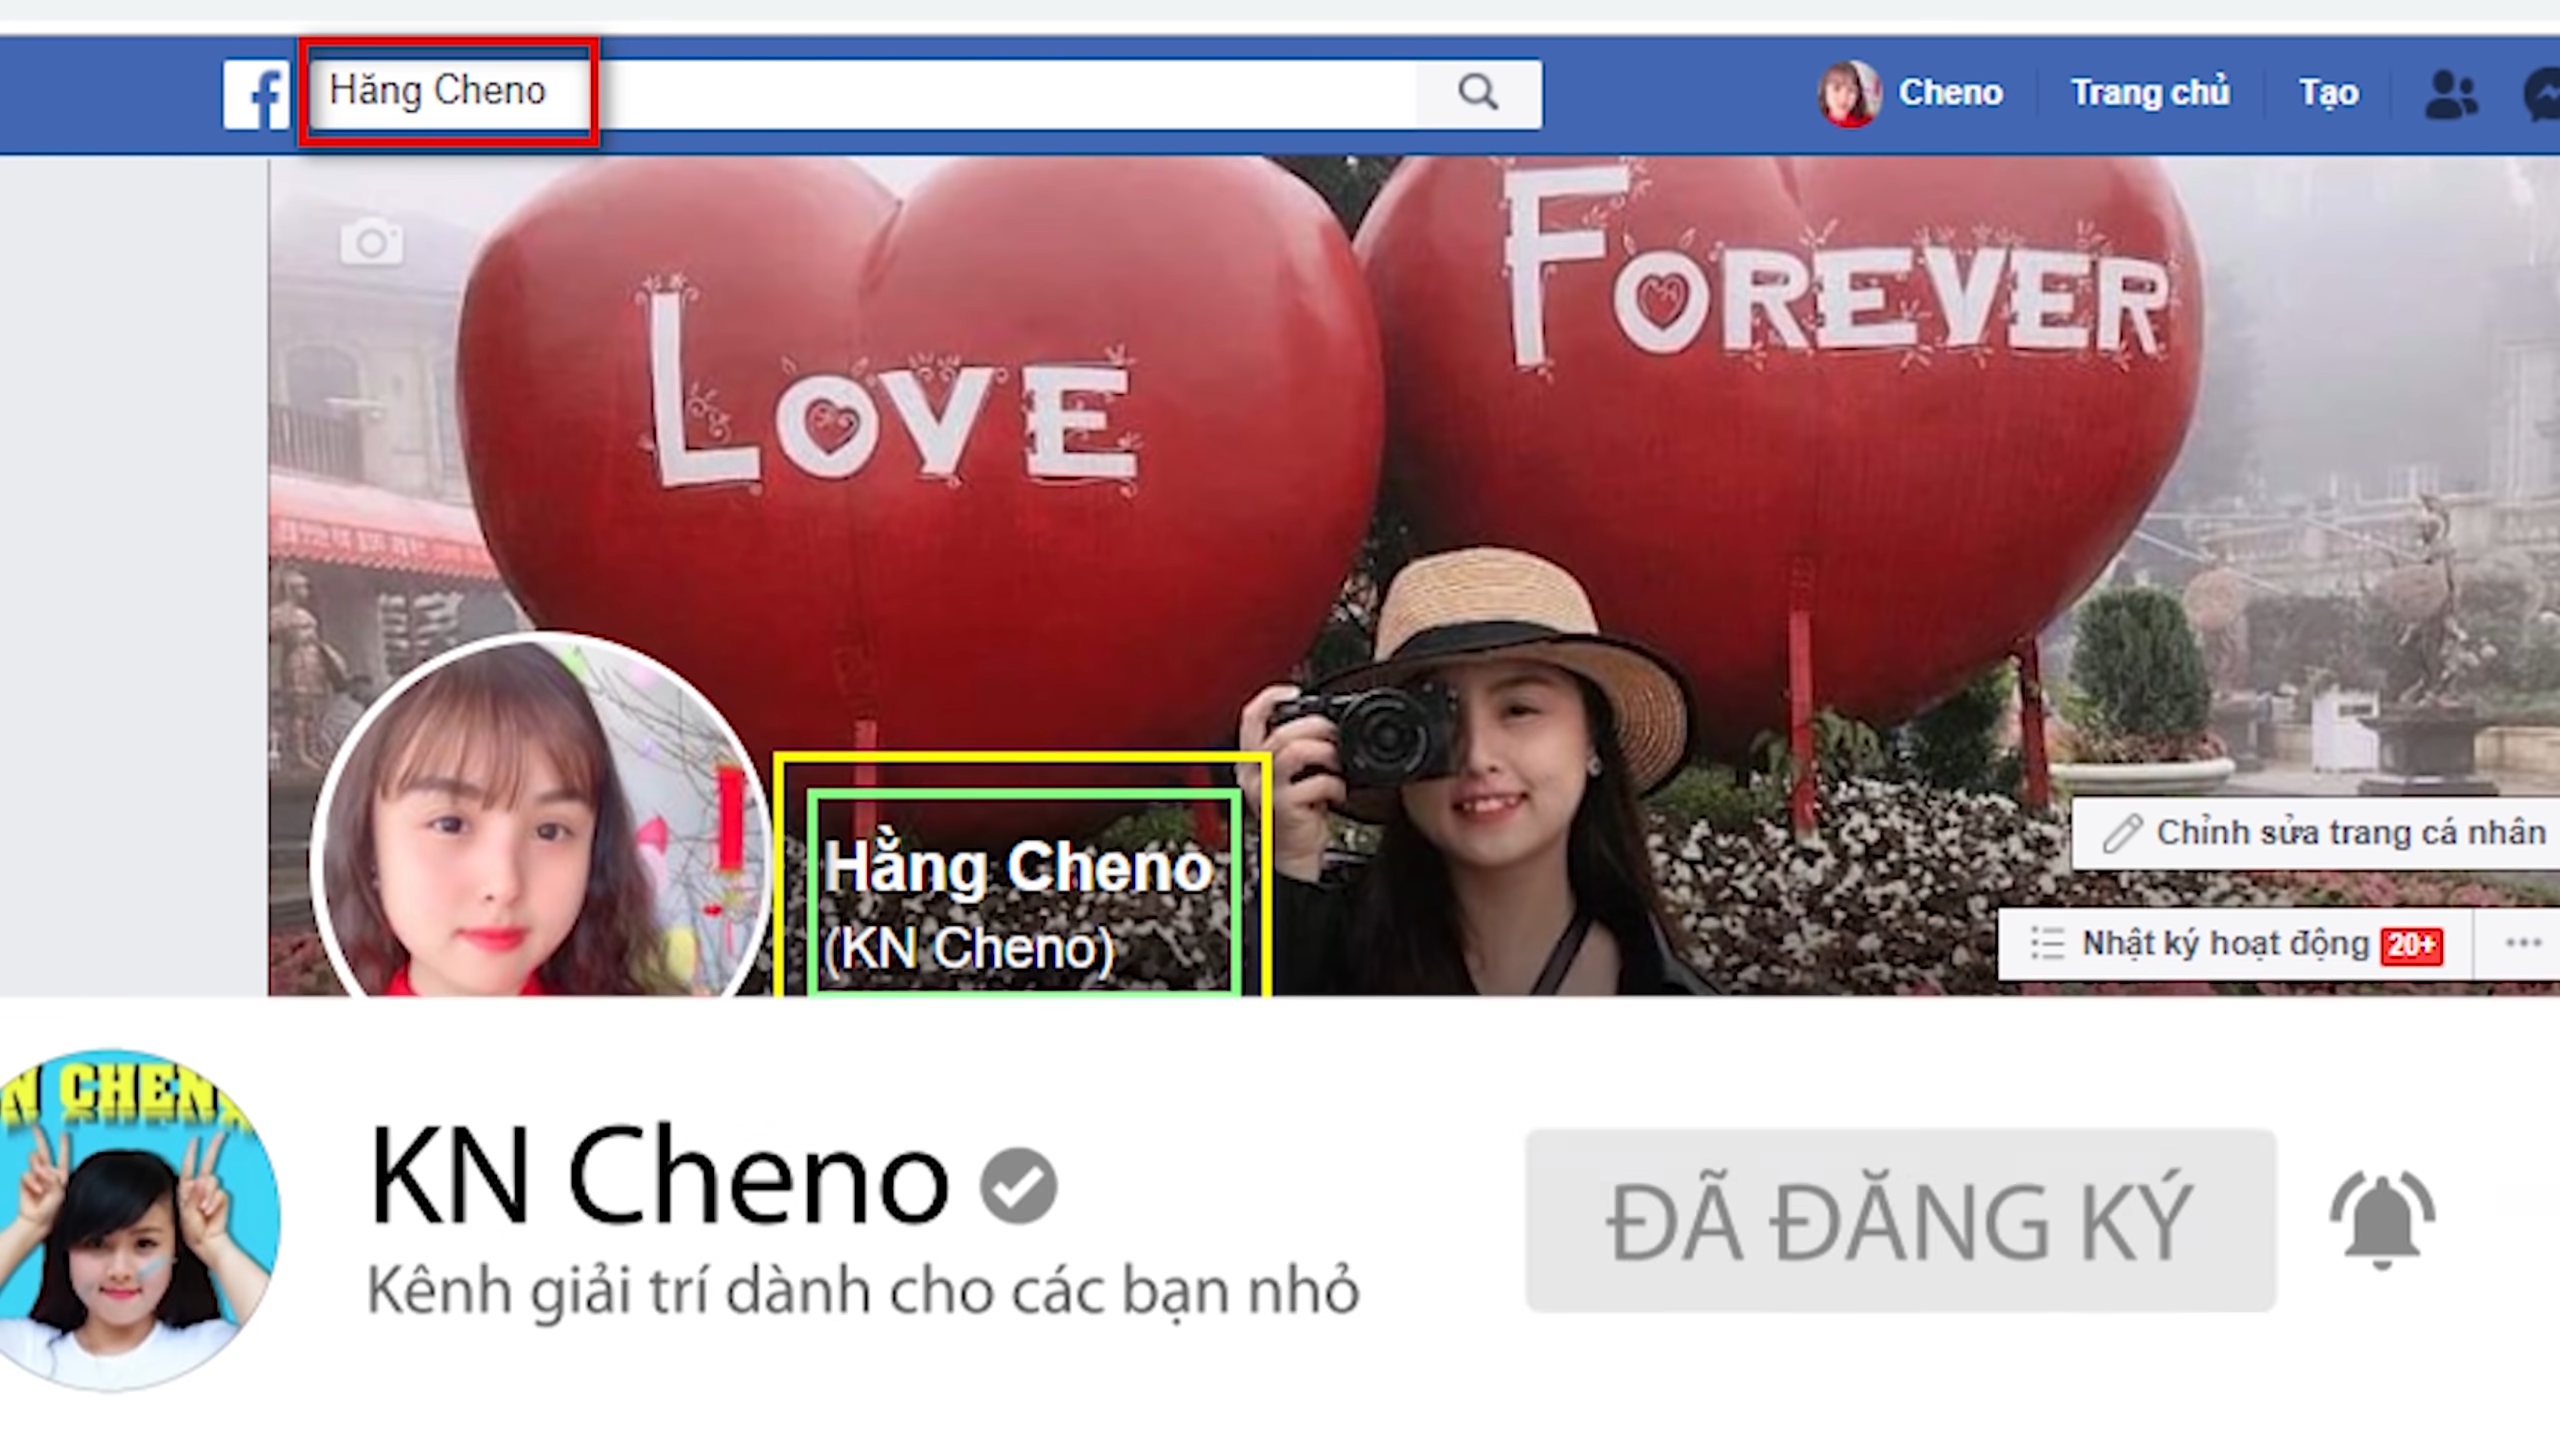 Hằng Cheno
Cheno
Trang chủ
Tạo
LOVE
FOREVER
Hằng Cheno
(KN Cheno)
Chỉnh sửa trang cá nhân
Nhật ký hoạt động 20+
N CHEN
KN Cheno
Kênh giải trí dành cho các bạn nhỏ
ĐÃ ĐĂNG KÝ